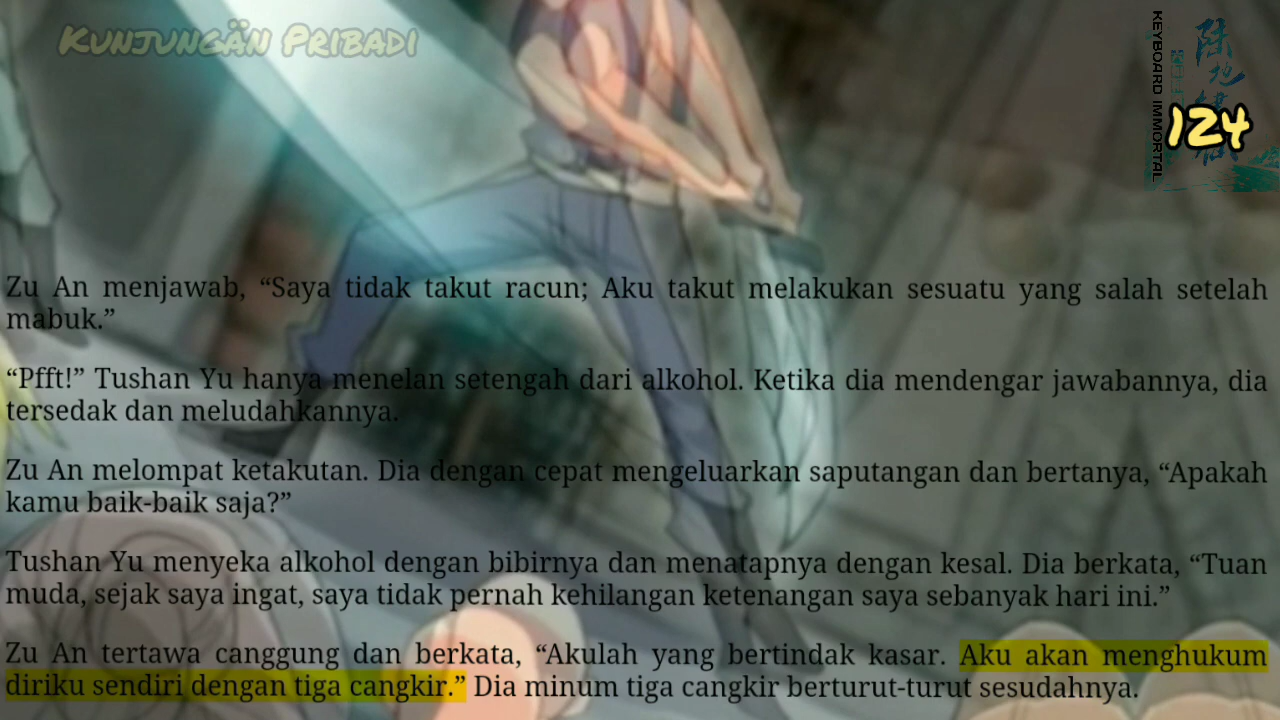 Kunjungän Pribadi
KEYBOARD IMMORTAL
124
Zu An menjawab, “Saya tidak takut racun; Aku takut melakukan sesuatu yang salah setelah
mabuk.”
“Pfft!” Tushan Yu hanya menelan setengah dari alkohol. Ketika dia mendengar jawabannya, dia
tersedak dan meludahkannya.
Zu An melompat ketakutan. Dia dengan cepat mengeluarkan saputangan dan bertanya, “Apakah
kamu baik-baik saja?”
Tushan Yu menyeka alkohol dengan bibirnya dan menatapnya dengan kesal. Dia berkata, “Tuan
muda, sejak saya ingat, saya tidak pernah kehilangan ketenangan saya sebanyak hari ini.”
Zu An tertawa canggung dan berkata, “Akulah yang bertindak kasar. Aku akan menghukum
diriku sendiri dengan tiga cangkir.” Dia minum tiga cangkir berturut-turut sesudahnya.